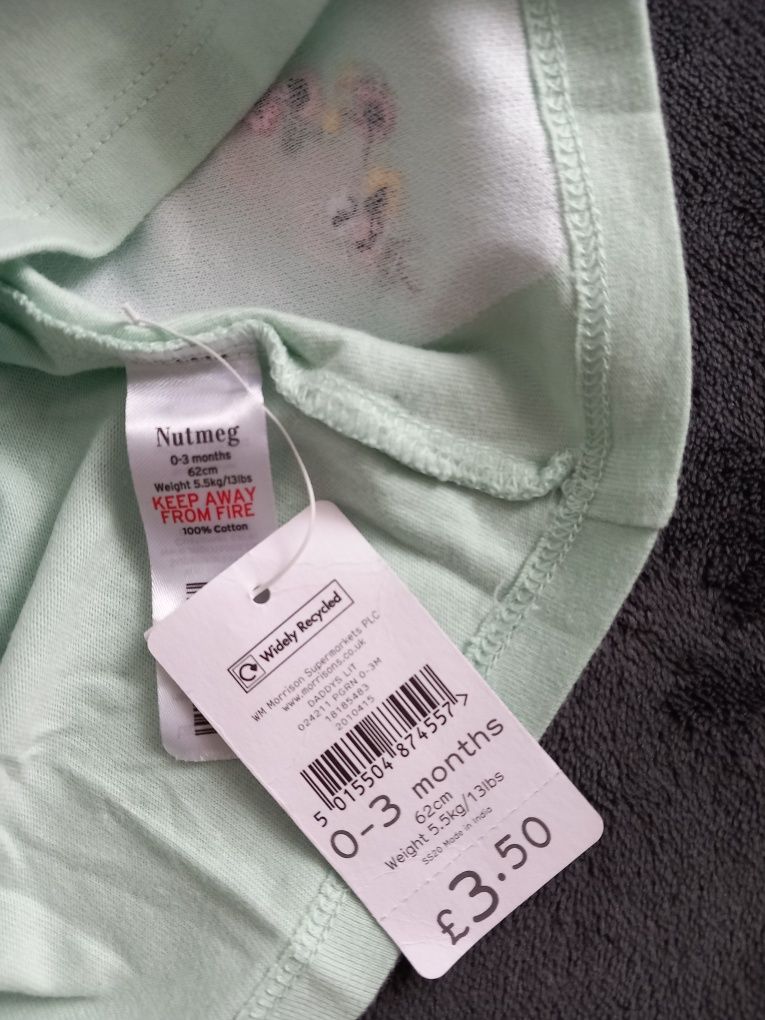 Nutmeg
0-3 months
62cm
Weight 5.5kg/13lbs
KEEP AWAY
FROM FIRE
100% Cotton
Widely Recycled
WM Morrison Supermarkets PLC
www.morrisons.co.uk
DADDYS LIT
024211 PGRN 0-3M
18185483
2010415
5 015504 874557 >
0-3 months
62cm
Weight 5.5kg/13lbs
SS20 Made in India
£3.50